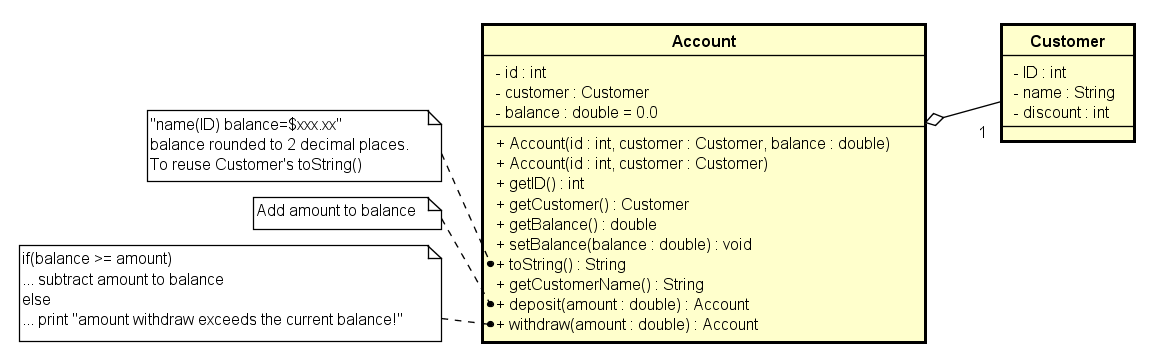 Account
- id : int
- customer : Customer
- balance : double = 0.0
+ Account(id : int, customer : Customer, balance : double)
+ Account(id : int, customer : Customer)
+ getID() : int
+ getCustomer() : Customer
+ getBalance() : double
+ setBalance(balance : double) : void
+ toString() : String
+ getCustomerName() : String
+ deposit(amount : double) : Account
+ withdraw(amount : double) : Account
Customer
- ID : int
- name : String
- discount : int
1
"name(ID) balance=$xxx.xx"
balance rounded to 2 decimal places.
To reuse Customer's toString()
Add amount to balance
if(balance >= amount)
... subtract amount to balance
else
... print "amount withdraw exceeds the current balance!"